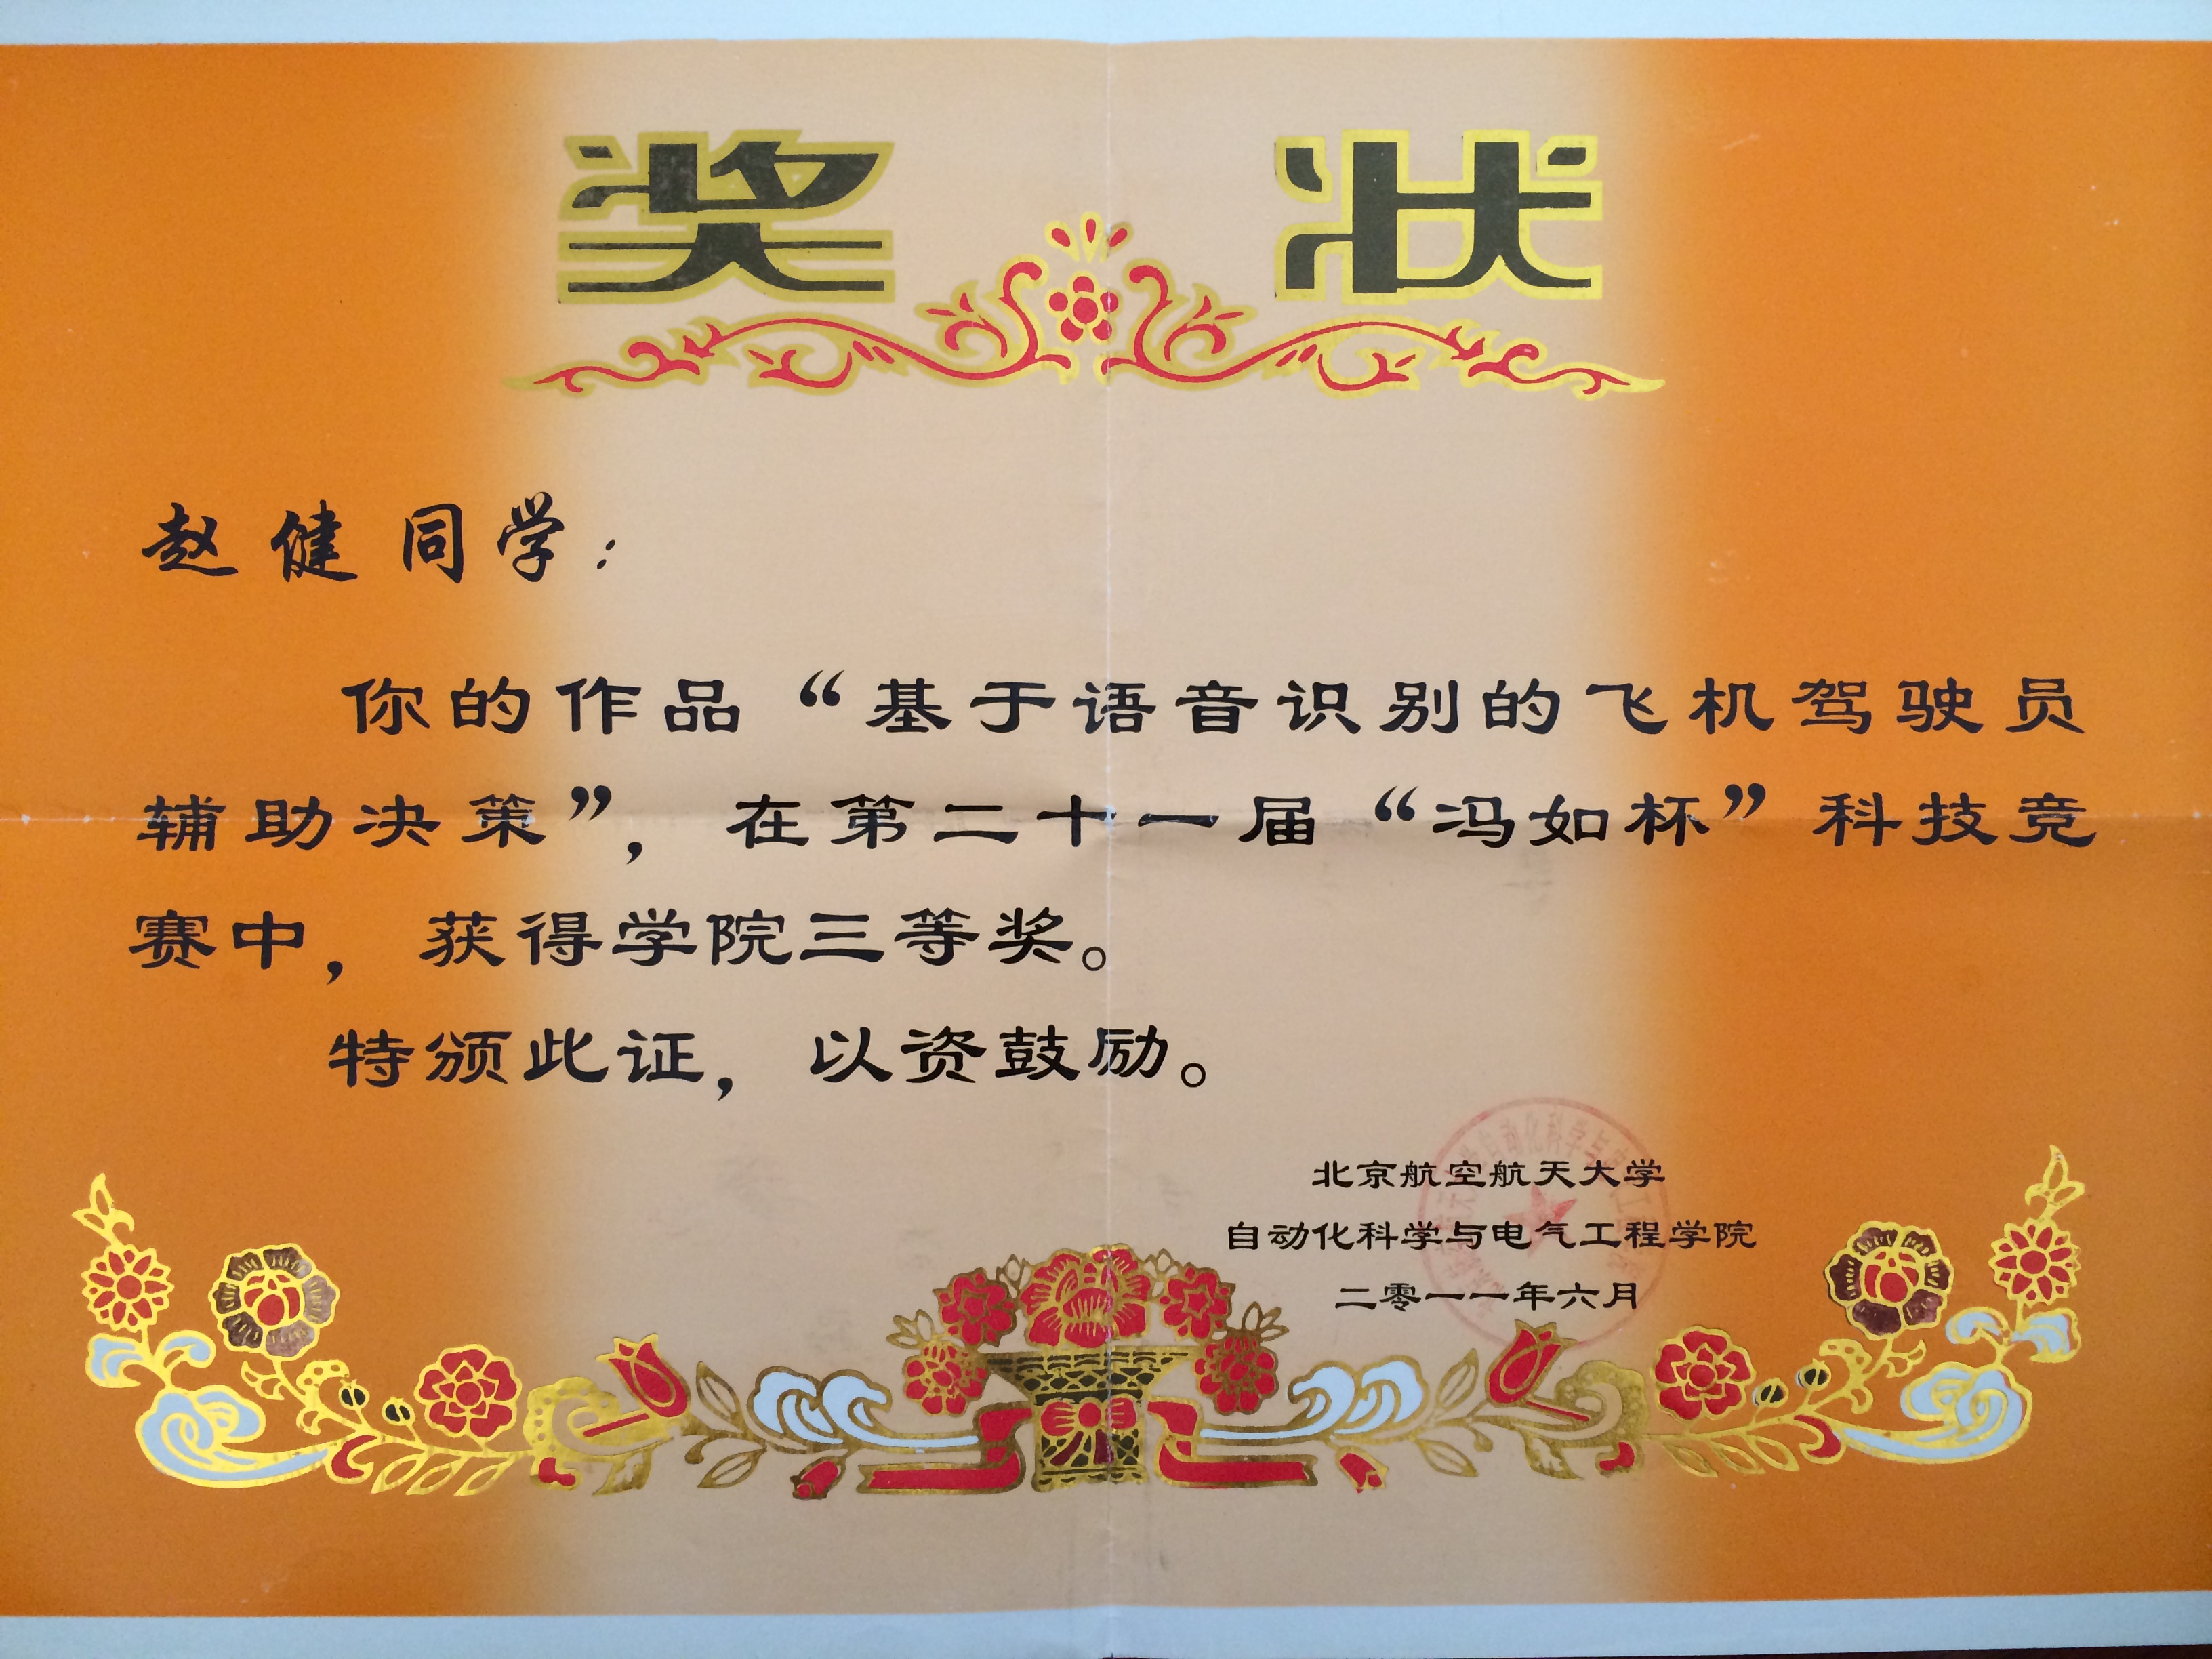 奖状
赵健同学：
你的作品“基于语音识别的飞机驾驶员
辅助决策”，在第二十一届“冯如杯”科技竞
赛中，获得学院三等奖。
特颁此证，以资鼓励。
北京航空航天大学
自动化科学与电气工程学院
二零一一年六月